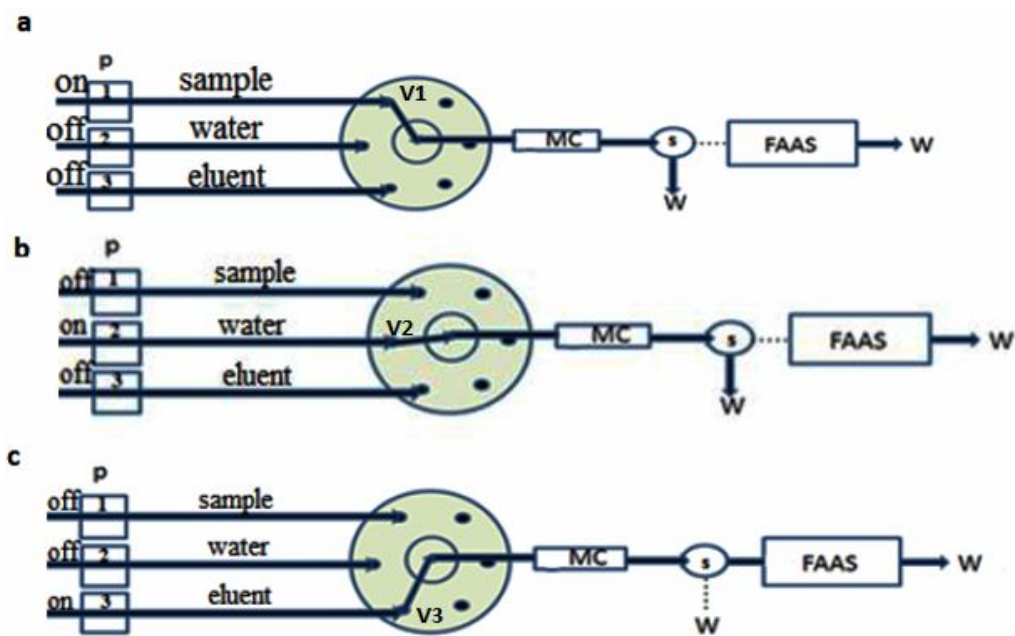 a
p
on 1 sample V1
off 2 water MC s FAAS W
off 3 eluent W
b
p
off 1 sample
on 2 water V2 MC s FAAS W
off 3 eluent W
c
p
off 1 sample
off 2 water MC s FAAS W
on 3 eluent V3 W